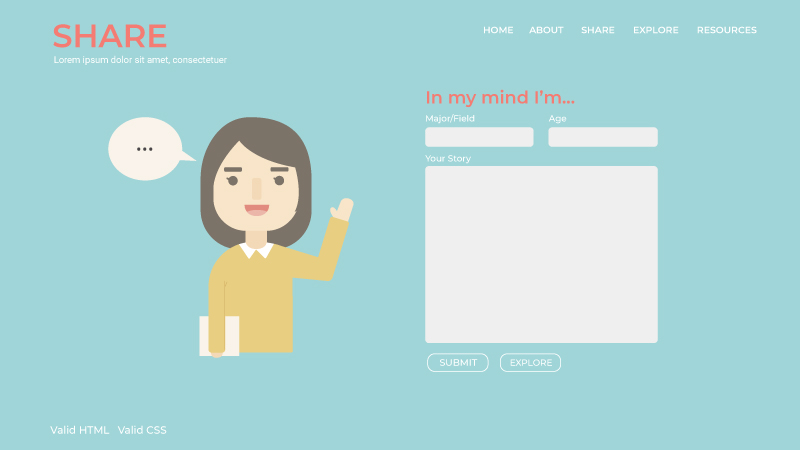 SHARE
Lorem ipsum dolor sit amet, consectetuer
HOME ABOUT SHARE EXPLORE RESOURCES
...
In my mind I'm...
Major/Field Age
Your Story
SUBMIT EXPLORE
Valid HTML Valid CSS